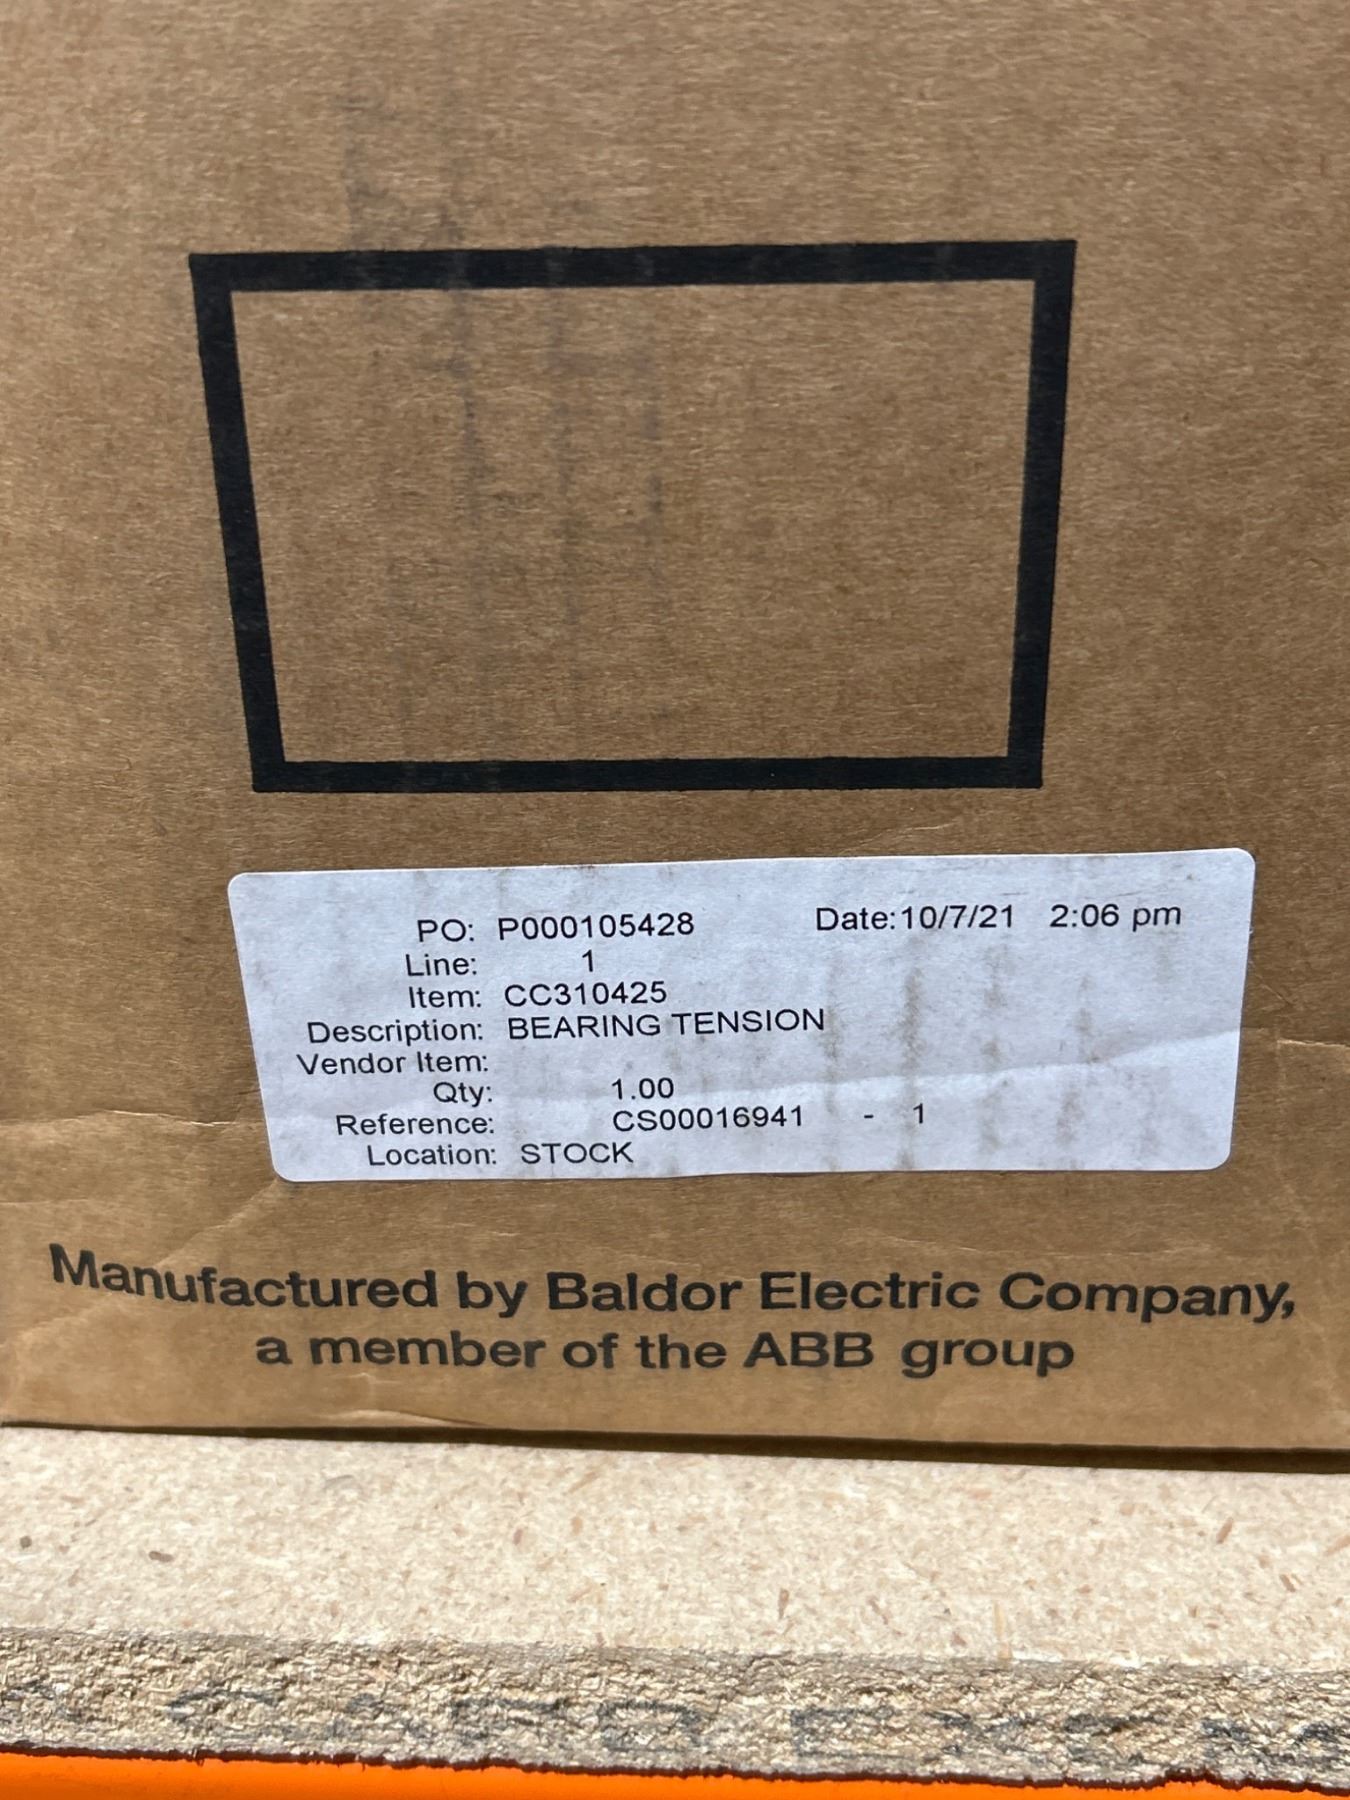 PO: P000105428 Date:10/7/21 2:06 pm
Line: 1
Item: CC310425
Description: BEARING TENSION
Vendor Item:
Qty: 1.00
Reference: CS00016941 - 1
Location: STOCK
Manufactured by Baldor Electric Company,
a member of the ABB group